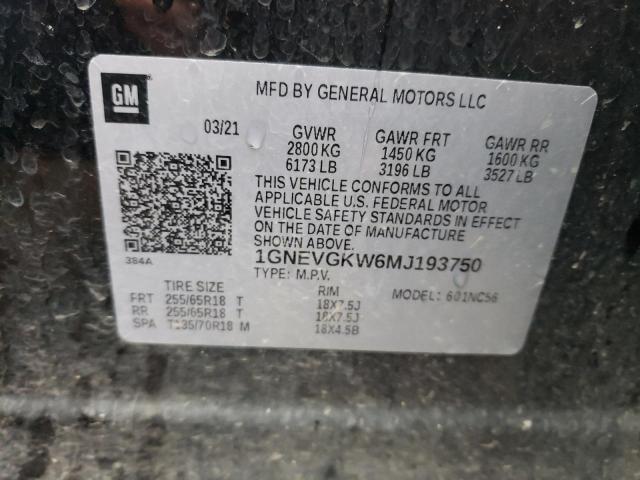 GM
MFD BY GENERAL MOTORS LLC
03/21 GVWR GAWR FRT GAWR RR
2800 KG 1450 KG 1600 KG
6173 LB 3196 LB 3527 LB
THIS VEHICLE CONFORMS TO ALL
APPLICABLE U.S. FEDERAL MOTOR
VEHICLE SAFETY STANDARDS IN EFFECT
ON THE DATE OF MANUFACTURE
SHOWN ABOVE.
384A
1GNEVGKW6MJ193750
TYPE: M.P.V. MODEL: 601NC56
TIRE SIZE RIM
FRT 255/65R18 T 18X7.5J
RR 255/65R18 T 18X7.5J
SPA T135/70R18 M 18X4.5B